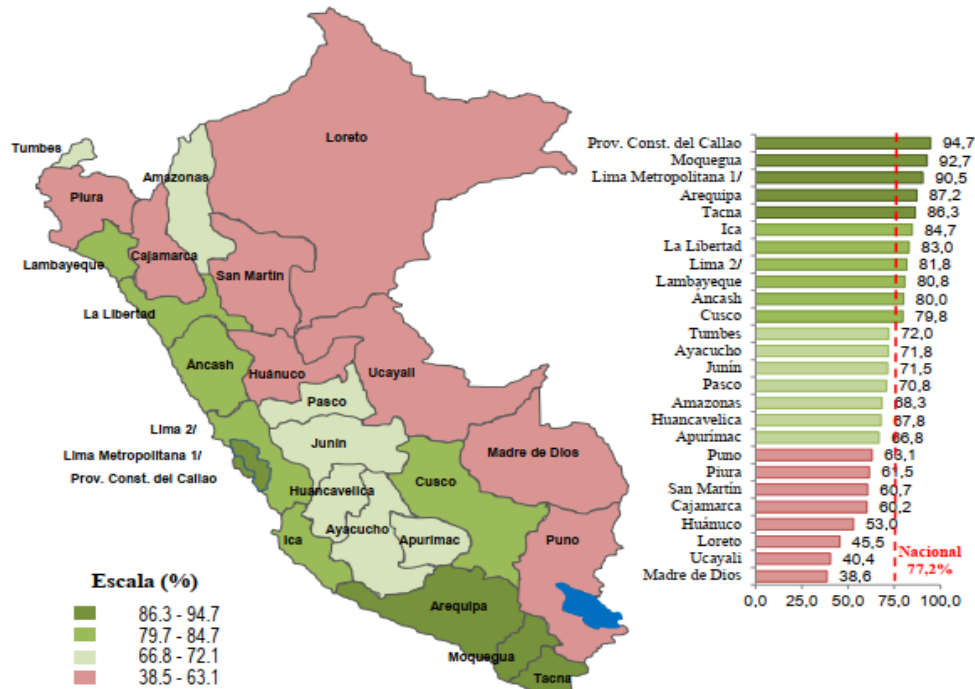 Loreto
Tumbes
Amazonas
Piura
Cajamarca
San Martín
Lambayeque
La Libertad
Áncash
Huánuco
Ucayali
Pasco
Lima 2/
Junín
Madre de Dios
Lima Metropolitana 1/
Prov. Const. del Callao
Huancavelica
Cusco
Ayacucho
Ica
Apurímac
Puno
Arequipa
Moquegua
Tacna
Escala (%)
86.3 - 94.7
79.7 - 84.7
66.8 - 72.1
38.5 - 63.1
Prov. Const. del Callao 94,7
Moquegua 92,7
Lima Metropolitana 1/ 90,5
Arequipa 87,2
Tacna 86,3
Ica 84,7
La Libertad 83,0
Lima 2/ 81,8
Lambayeque 80,8
Áncash 80,0
Cusco 79,8
Tumbes 72,0
Ayacucho 71,8
Junín 71,5
Pasco 70,8
Amazonas 68,3
Huancavelica 67,8
Apurímac 66,8
Puno 63,1
Piura 61,5
San Martín 60,7
Cajamarca 60,2
Huánuco 53,0
Loreto 45,5
Ucayali 40,4
Madre de Dios 38,6
Nacional
77,2%
0,0 25,0 50,0 75,0 100,0